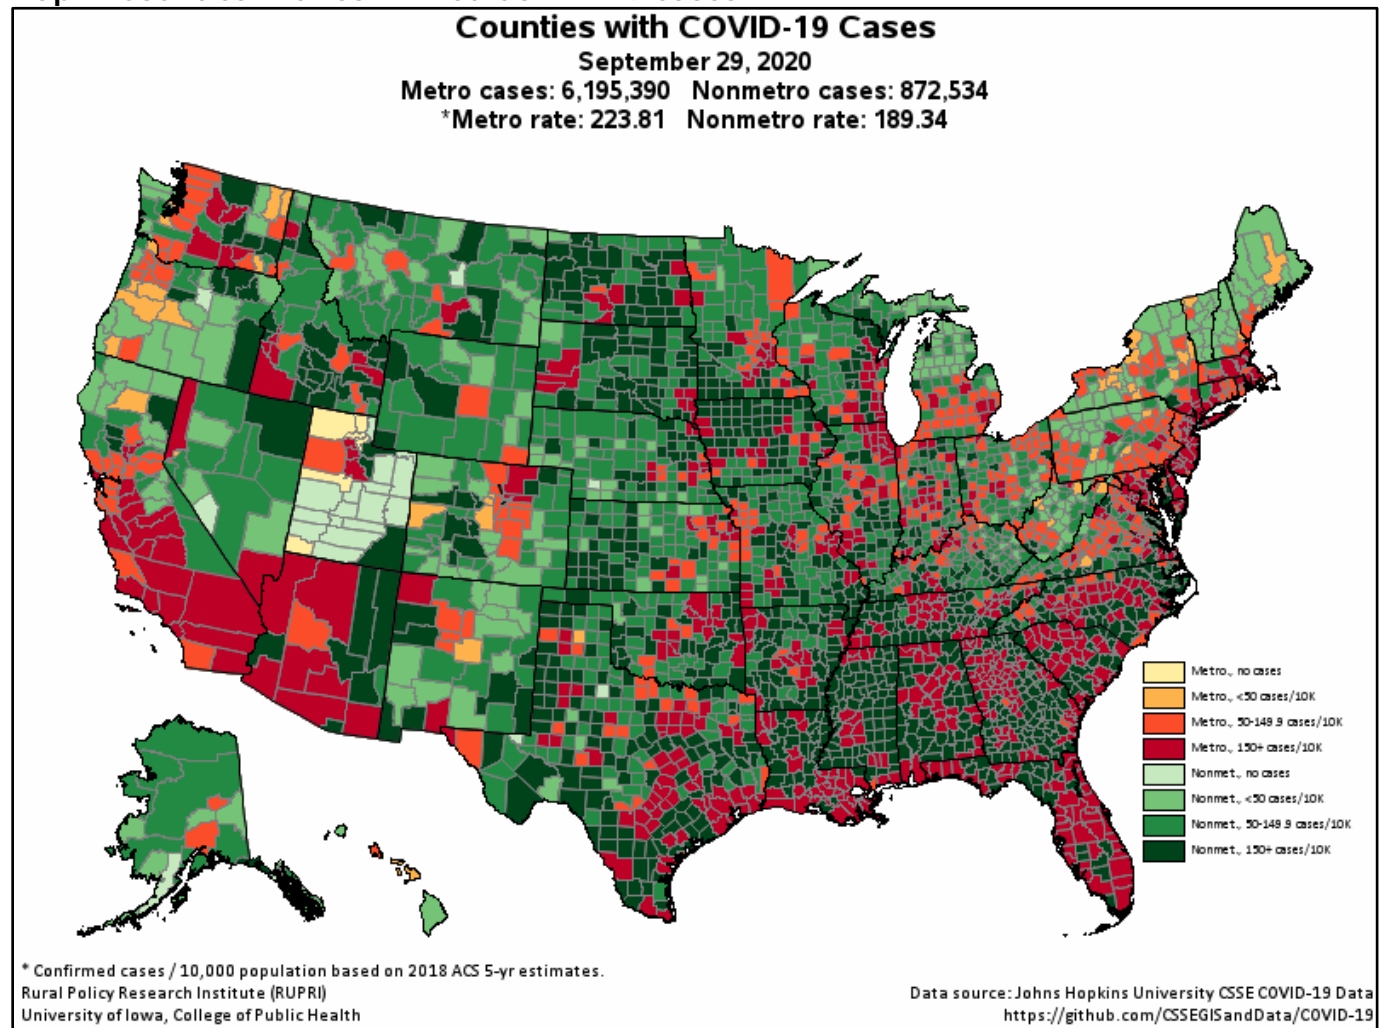 Counties with COVID-19 Cases
September 29, 2020
Metro cases: 6,195,390   Nonmetro cases: 872,534
*Metro rate: 223.81   Nonmetro rate: 189.34
Metro., no cases
Metro., <50 cases/10K
Metro., 50-149.9 cases/10K
Metro., 150+ cases/10K
Nonmet., no cases
Nonmet., <50 cases/10K
Nonmet., 50-149.9 cases/10K
Nonmet., 150+ cases/10K
* Confirmed cases / 10,000 population based on 2018 ACS 5-yr estimates.
Rural Policy Research Institute (RUPRI)
University of Iowa, College of Public Health
Data source: Johns Hopkins University CSSE COVID-19 Data
https://github.com/CSSEGISandData/COVID-19